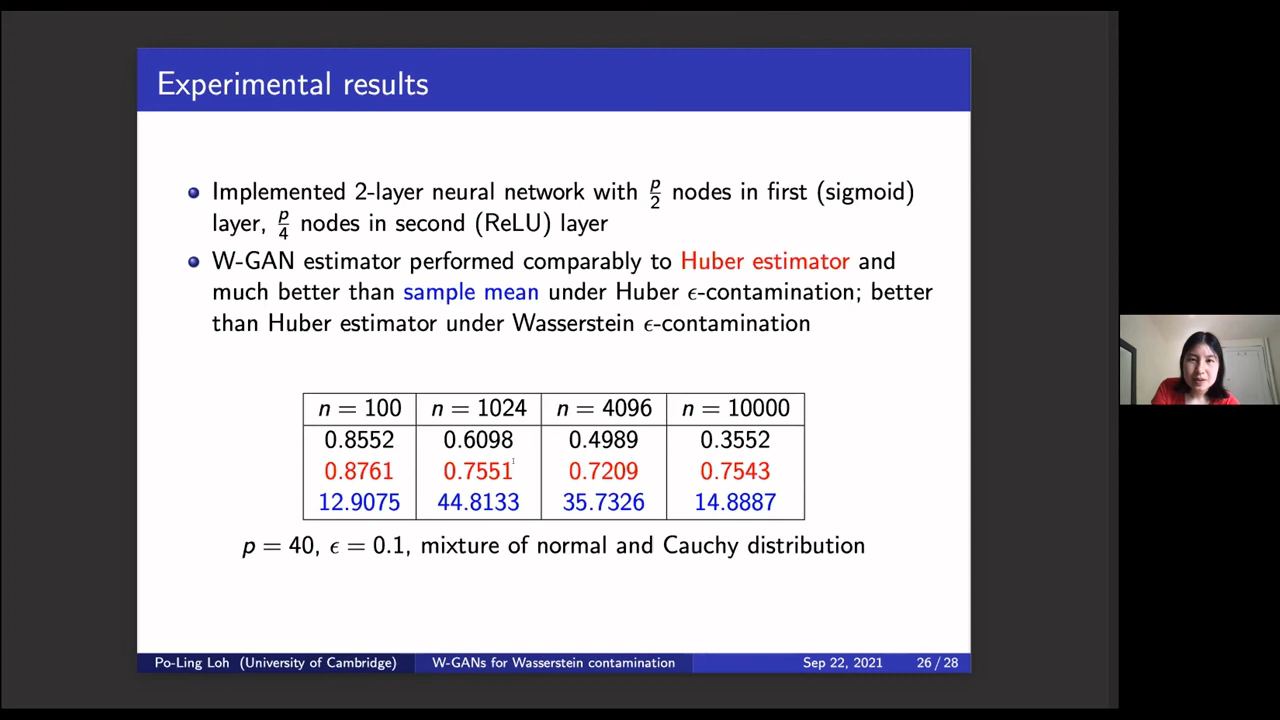 Experimental results
Implemented 2-layer neural network with p/2 nodes in first (sigmoid)
layer, p/4 nodes in second (ReLU) layer
W-GAN estimator performed comparably to Huber estimator and
much better than sample mean under Huber ϵ-contamination; better
than Huber estimator under Wasserstein ϵ-contamination
n = 100 n = 1024 n = 4096 n = 10000
0.8552 0.6098 0.4989 0.3552
0.8761 0.7551 0.7209 0.7543
12.9075 44.8133 35.7326 14.8887
p = 40, ϵ = 0.1, mixture of normal and Cauchy distribution
Po-Ling Loh (University of Cambridge) W-GANs for Wasserstein contamination Sep 22, 2021 26 / 28